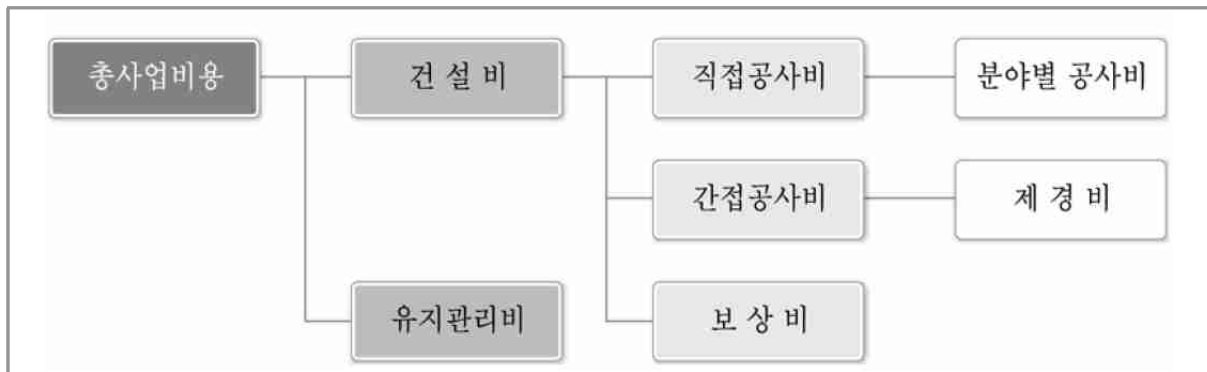 총사업비용
건 설 비
직접공사비
분야별 공사비
간접공사비
제 경 비
유지관리비
보 상 비